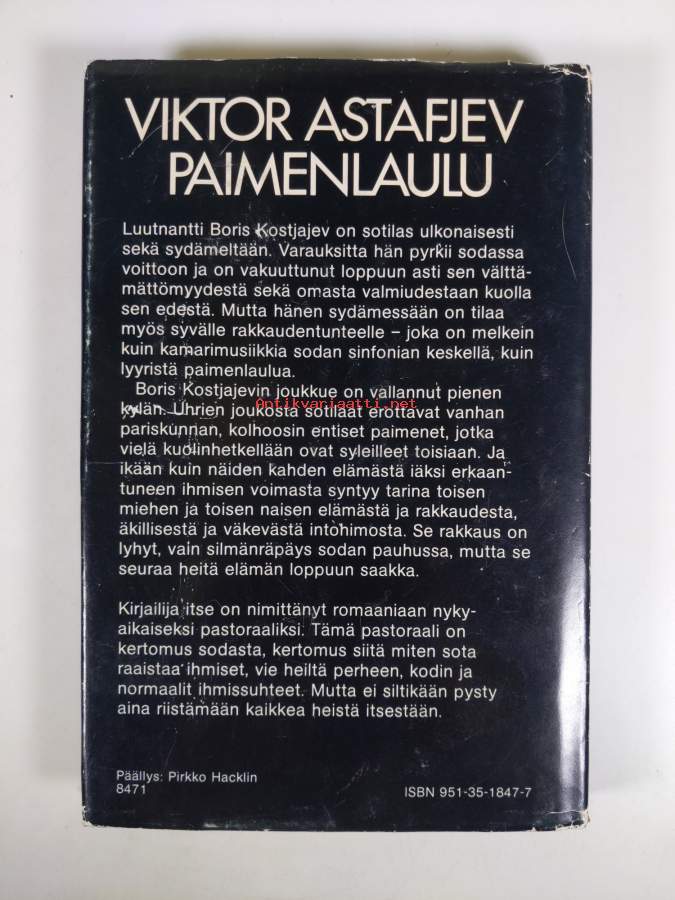 VIKTOR ASTAFJEV
PAIMENLAULU
Luutnantti Boris Kostjajev on sotilas ulkonaisesti
sekä sydämeltään. Varauksitta hän pyrkii sodassa
voittoon ja on vakuuttunut loppuun asti sen välttä-
mättömyydestä sekä omasta valmiudestaan kuolla
sen edestä. Mutta hänen sydämessään on tilaa
myös syvälle rakkaudentunteelle – joka on melkein
kuin kamarimusiikkia sodan sinfonian keskellä, kuin
lyyristä paimenlaulua.
Boris Kostjajevin joukkue on vallannut pienen
Antikvariaatti.net
kylän. Uhrien joukosta sotilaat erottavat vanhan
pariskunnan, kolhoosin entiset paimenet, jotka
vielä kuolinhetkellään ovat syleilleet toisiaan. Ja
ikään kuin näiden kahden elämästä iäksi erkaan-
tuneen ihmisen voimasta syntyy tarina toisen
miehen ja toisen naisen elämästä ja rakkaudesta,
äkillisestä ja väkevästä intohimosta. Se rakkaus on
lyhyt, vain silmänräpäys sodan pauhussa, mutta se
seuraa heitä elämän loppuun saakka.
Kirjailija itse on nimittänyt romaaniaan nyky-
aikaiseksi pastoraaliksi. Tämä pastoraali on
kertomus sodasta, kertomus siitä miten sota
raaistaa ihmiset, vie heiltä perheen, kodin ja
normaalit ihmissuhteet. Mutta ei siltikään pysty
aina riistämään kaikkea heistä itsestään.
Päällys: Pirkko Hacklin
8471
ISBN 951-35-1847-7